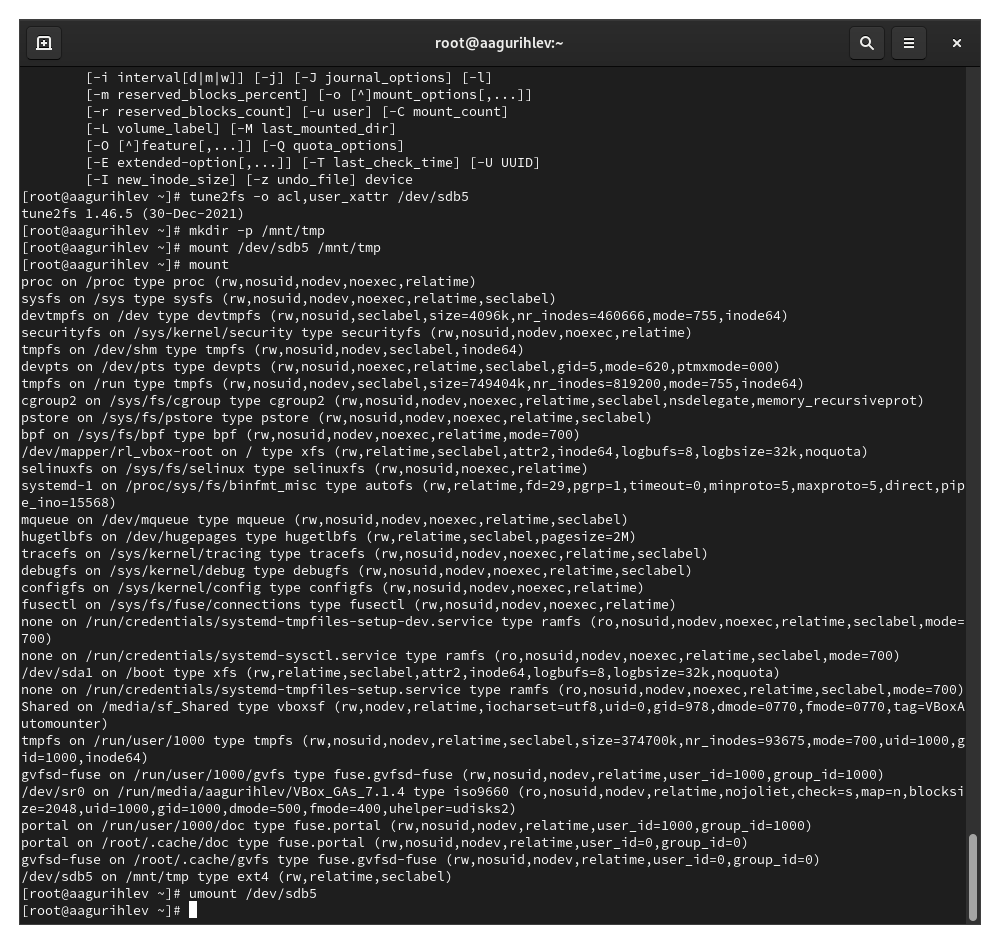 root@aagurihlev:~
[-i interval[d|m|w]] [-j] [-J journal_options] [-l]
[-m reserved_blocks_percent] [-o [^]mount_options[,...]]
[-r reserved_blocks_count] [-u user] [-C mount_count]
[-L volume_label] [-M last_mounted_dir]
[-O [^]feature[,...]] [-Q quota_options]
[-E extended-option[,...]] [-T last_check_time] [-U UUID]
[-I new_inode_size] [-z undo_file] device
[root@aagurihlev ~]# tune2fs -o acl,user_xattr /dev/sdb5
tune2fs 1.46.5 (30-Dec-2021)
[root@aagurihlev ~]# mkdir -p /mnt/tmp
[root@aagurihlev ~]# mount /dev/sdb5 /mnt/tmp
[root@aagurihlev ~]# mount
proc on /proc type proc (rw,nosuid,nodev,noexec,relatime)
sysfs on /sys type sysfs (rw,nosuid,nodev,noexec,relatime,seclabel)
devtmpfs on /dev type devtmpfs (rw,nosuid,seclabel,size=4096k,nr_inodes=460666,mode=755,inode64)
securityfs on /sys/kernel/security type securityfs (rw,nosuid,nodev,noexec,relatime)
tmpfs on /dev/shm type tmpfs (rw,nosuid,nodev,seclabel,inode64)
devpts on /dev/pts type devpts (rw,nosuid,noexec,relatime,seclabel,gid=5,mode=620,ptmxmode=000)
tmpfs on /run type tmpfs (rw,nosuid,nodev,seclabel,size=749404k,nr_inodes=819200,mode=755,inode64)
cgroup2 on /sys/fs/cgroup type cgroup2 (rw,nosuid,nodev,noexec,relatime,seclabel,nsdelegate,memory_recursiveprot)
pstore on /sys/fs/pstore type pstore (rw,nosuid,nodev,noexec,relatime,seclabel)
bpf on /sys/fs/bpf type bpf (rw,nosuid,nodev,noexec,relatime,mode=700)
/dev/mapper/rl_vbox-root on / type xfs (rw,relatime,seclabel,attr2,inode64,logbufs=8,logbsize=32k,noquota)
selinuxfs on /sys/fs/selinux type selinuxfs (rw,nosuid,noexec,relatime)
systemd-1 on /proc/sys/fs/binfmt_misc type autofs (rw,relatime,fd=29,pgrp=1,timeout=0,minproto=5,maxproto=5,direct,pip
e_ino=15568)
mqueue on /dev/mqueue type mqueue (rw,nosuid,nodev,noexec,relatime,seclabel)
hugetlbfs on /dev/hugepages type hugetlbfs (rw,relatime,seclabel,pagesize=2M)
tracefs on /sys/kernel/tracing type tracefs (rw,nosuid,nodev,noexec,relatime,seclabel)
debugfs on /sys/kernel/debug type debugfs (rw,nosuid,nodev,noexec,relatime,seclabel)
configfs on /sys/kernel/config type configfs (rw,nosuid,nodev,noexec,relatime)
fusectl on /sys/fs/fuse/connections type fusectl (rw,nosuid,nodev,noexec,relatime)
none on /run/credentials/systemd-tmpfiles-setup-dev.service type ramfs (ro,nosuid,nodev,noexec,relatime,seclabel,mode=
700)
none on /run/credentials/systemd-sysctl.service type ramfs (ro,nosuid,nodev,noexec,relatime,seclabel,mode=700)
/dev/sda1 on /boot type xfs (rw,relatime,seclabel,attr2,inode64,logbufs=8,logbsize=32k,noquota)
none on /run/credentials/systemd-tmpfiles-setup.service type ramfs (ro,nosuid,nodev,noexec,relatime,seclabel,mode=700)
Shared on /media/sf_Shared type vboxsf (rw,nodev,relatime,iocharset=utf8,uid=0,gid=978,dmode=0770,fmode=0770,tag=VBoxA
utomounter)
tmpfs on /run/user/1000 type tmpfs (rw,nosuid,nodev,relatime,seclabel,size=374700k,nr_inodes=93675,mode=700,uid=1000,g
id=1000,inode64)
gvfsd-fuse on /run/user/1000/gvfs type fuse.gvfsd-fuse (rw,nosuid,nodev,relatime,user_id=1000,group_id=1000)
/dev/sr0 on /run/media/aagurihlev/VBox_GAs_7.1.4 type iso9660 (ro,nosuid,nodev,relatime,nojoliet,check=s,map=n,blocksi
ze=2048,uid=1000,gid=1000,dmode=500,fmode=400,uhelper=udisks2)
portal on /run/user/1000/doc type fuse.portal (rw,nosuid,nodev,relatime,user_id=1000,group_id=1000)
portal on /root/.cache/doc type fuse.portal (rw,nosuid,nodev,relatime,user_id=0,group_id=0)
gvfsd-fuse on /root/.cache/gvfs type fuse.gvfsd-fuse (rw,nosuid,nodev,relatime,user_id=0,group_id=0)
/dev/sdb5 on /mnt/tmp type ext4 (rw,relatime,seclabel)
[root@aagurihlev ~]# umount /dev/sdb5
[root@aagurihlev ~]#